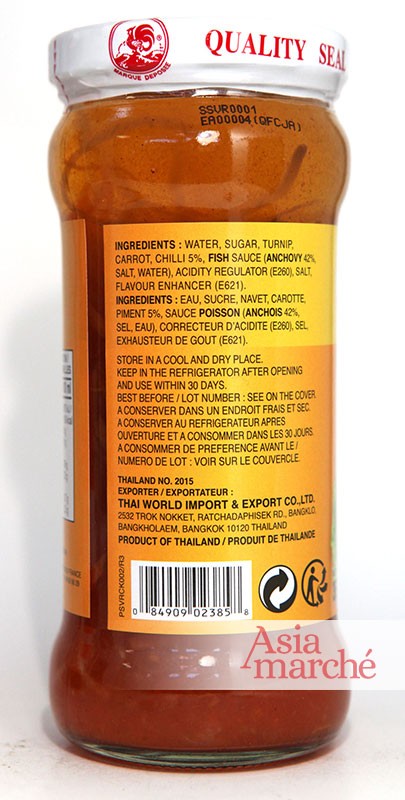 MARQUE DEPOSÉE
QUALITY SEAL
SSVR0001
EA00004 (QFCJA)
INGREDIENTS : WATER, SUGAR, TURNIP,
CARROT, CHILLI 5%, FISH SAUCE (ANCHOVY 42%,
SALT, WATER), ACIDITY REGULATOR (E260), SALT,
FLAVOUR ENHANCER (E621).
INGREDIENTS : EAU, SUCRE, NAVET, CAROTTE,
PIMENT 5%, SAUCE POISSON (ANCHOIS 42%,
SEL, EAU), CORRECTEUR D'ACIDITE (E260), SEL,
EXHAUSTEUR DE GOUT (E621).
STORE IN A COOL AND DRY PLACE.
KEEP IN THE REFRIGERATOR AFTER OPENING
AND USE WITHIN 30 DAYS.
BEST BEFORE / LOT NUMBER : SEE ON THE COVER.
A CONSERVER DANS UN ENDROIT FRAIS ET SEC.
A CONSERVER AU REFRIGERATEUR APRES
OUVERTURE ET A CONSOMMER DANS LES 30 JOURS.
A CONSOMMER DE PREFERENCE AVANT LE /
NUMERO DE LOT : VOIR SUR LE COUVERCLE.
THAILAND NO. 2015
EXPORTER / EXPORTATEUR :
THAI WORLD IMPORT & EXPORT CO.,LTD.
2532 TROK NOKKET, RATCHADAPHISEK RD., BANGKLO,
BANGKHOLAEM, BANGKOK 10120 THAILAND
PRODUCT OF THAILAND / PRODUIT DE THAILANDE
PSVRCK002/R3
0 84909 02385 8
Asia
marché